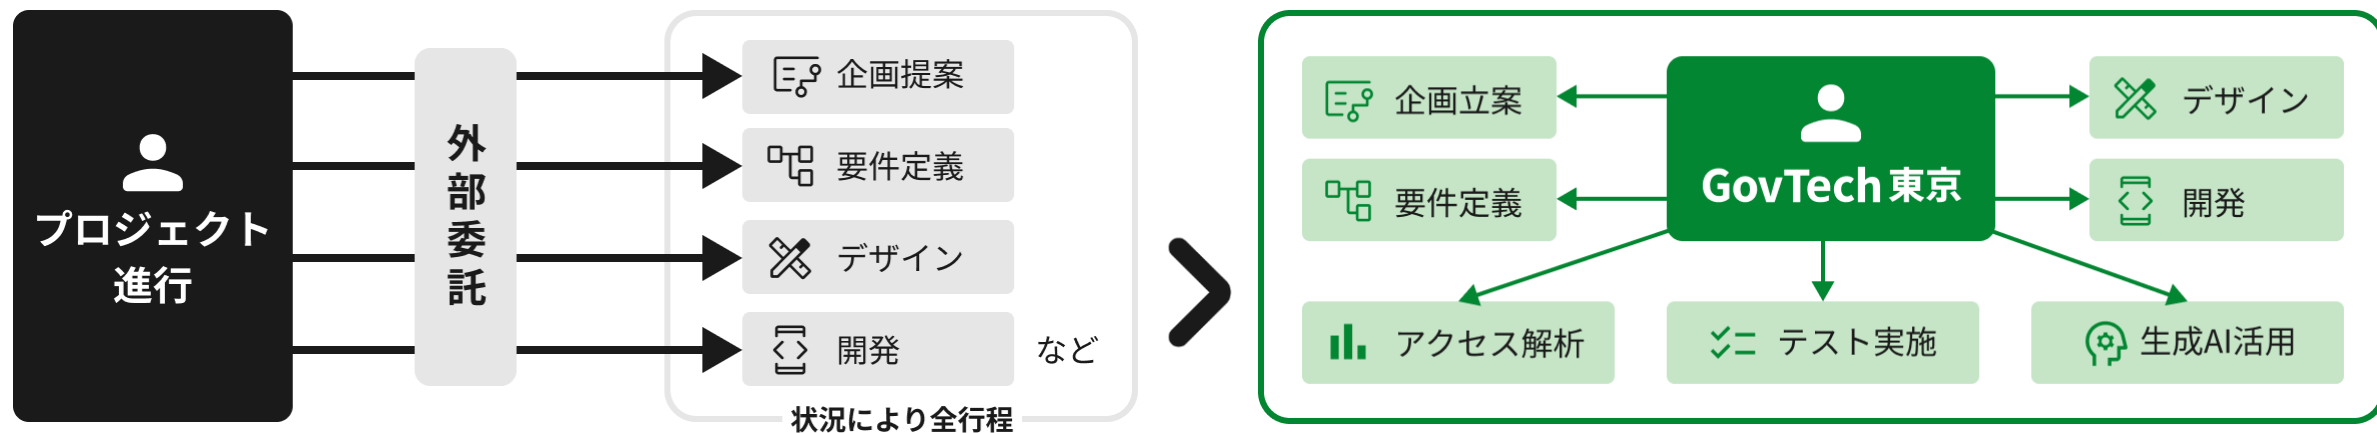 プロジェクト
進行
外部委託
企画提案
要件定義
デザイン
開発
など
状況により全行程
企画立案
要件定義
GovTech東京
デザイン
開発
アクセス解析
テスト実施
生成AI活用